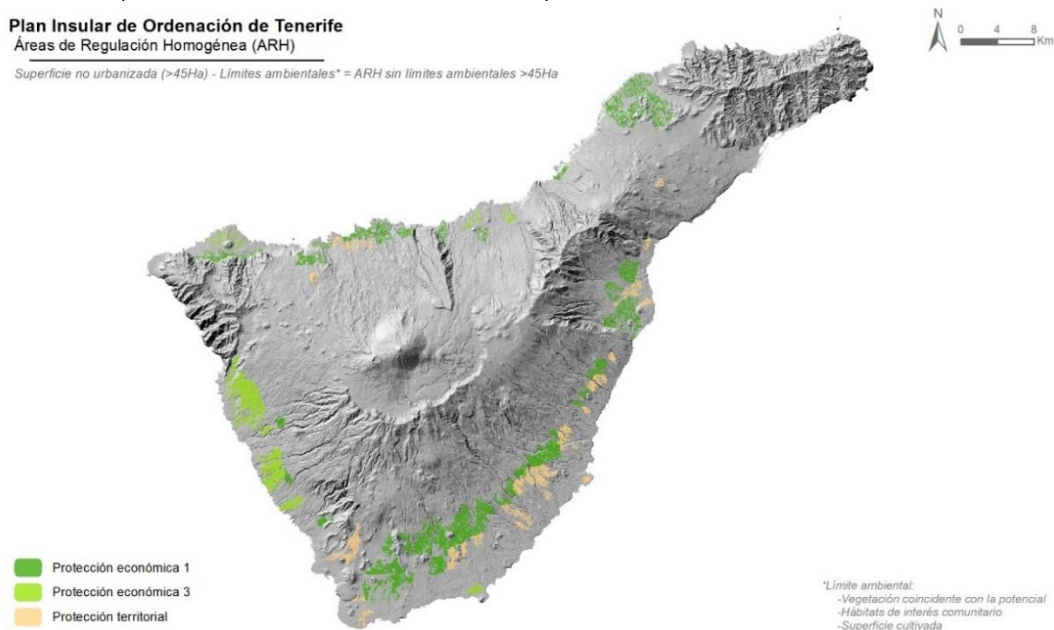 Plan Insular de Ordenación de Tenerife
Áreas de Regulación Homogénea (ARH)
Superficie no urbanizada (>45Ha) - Límites ambientales* = ARH sin límites ambientales >45Ha
N
0 4 8
Km
Protección económica 1
Protección económica 3
Protección territorial
*Límite ambiental:
-Vegetación coincidente con la potencial
-Hábitats de interés comunitario
-Superficie cultivada